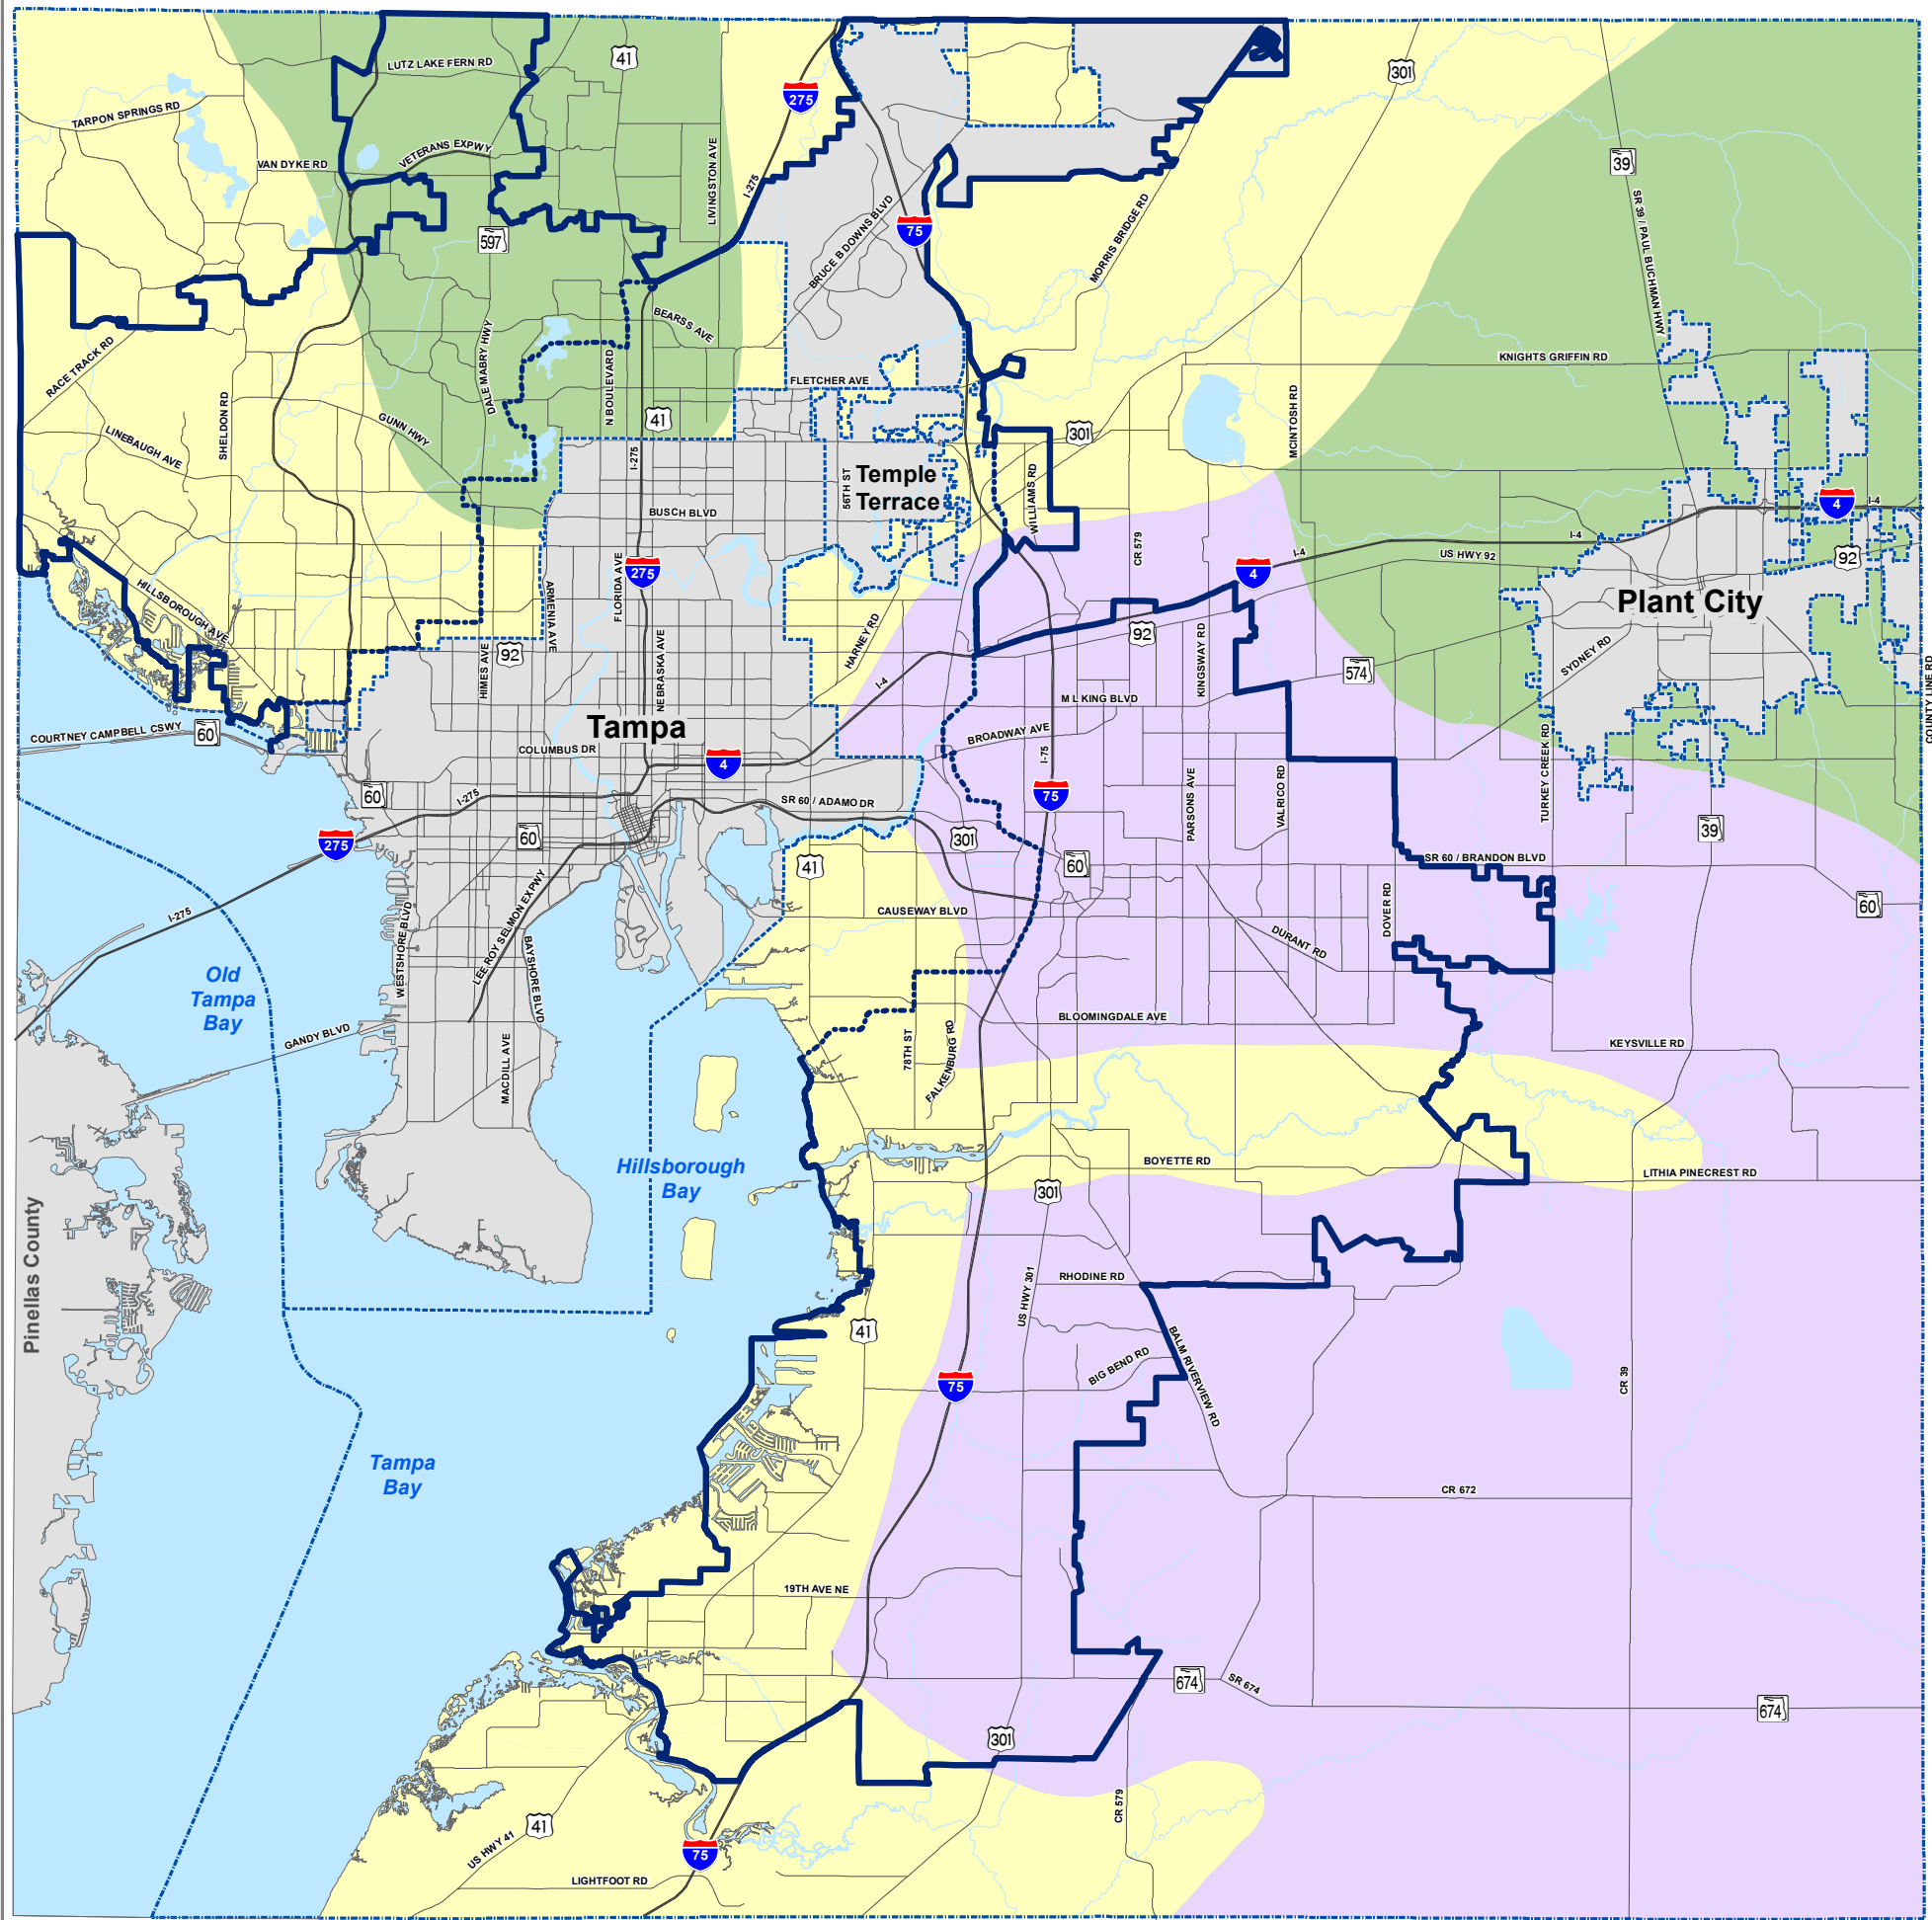 LUTZ LAKE FERN RD
41
301
275
TARPON SPRINGS RD
VAN DYKE RD
VETERANS EXPWY
LIVINGSTON AVE
I-275
39
SR 39 / PAUL BUCHMAN HWY
597
BRUCE B DOWNS BLVD
75
MORRIS BRIDGE RD
BEARSS AVE
RACE TRACK RD
DALE MABRY HWY
N BOULEVARD
FLETCHER AVE
KNIGHTS GRIFFIN RD
SHELDON RD
GUNN HWY
41
301
MCINTOSH RD
LINEBAUGH AVE
I-275
56TH ST
Temple
Terrace
WILLIAMS RD
BUSCH BLVD
4
I-4
I-4
I-4
CR 579
US HWY 92
92
275
4
HILLSBOROUGH AVE
ARMENIA AVE
FLORIDA AVE
Plant City
HARNEY RD
92
92
NEBRASKA AVE
HIMES AVE
KINGSWAY RD
574
SYDNEY RD
I-4
M L KING BLVD
COUNTY LINE RD
COURTNEY CAMPBELL CSWY
60
Tampa
COLUMBUS DR
BROADWAY AVE
I-75
TURKEY CREEK RD
4
60
I-275
SR 60 / ADAMO DR
75
PARSONS AVE
VALRICO RD
275
60
301
39
41
60
SR 60 / BRANDON BLVD
LEE ROY SELMON EXPWY
CAUSEWAY BLVD
DOVER RD
60
I-275
WESTSHORE BLVD
BAYSHORE BLVD
DURANT RD
Old
Tampa
Bay
GANDY BLVD
BLOOMINGDALE AVE
78TH ST
FALKENBURG RD
KEYSVILLE RD
MACDILL AVE
Hillsborough
Bay
BOYETTE RD
LITHIA PINECREST RD
301
Pinellas County
US HWY 301
RHODINE RD
41
BALM RIVERVIEW RD
BIG BEND RD
75
CR 39
Tampa
Bay
CR 672
19TH AVE NE
674
SR 674
674
301
41
US HWY 41
CR 579
75
LIGHTFOOT RD